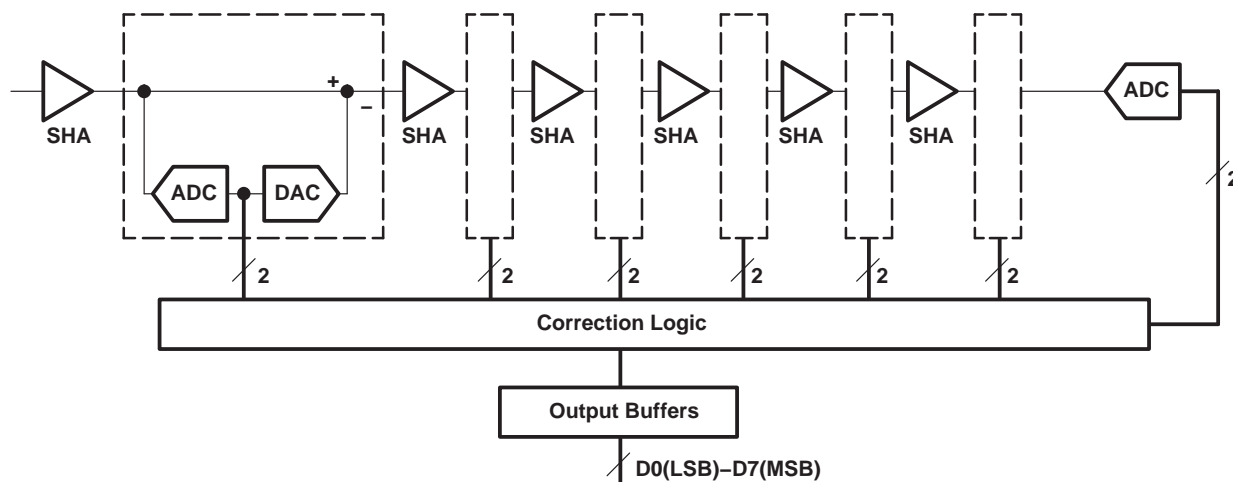 +
–
SHA
SHA
SHA
SHA
SHA
SHA
ADC
ADC
DAC
2
2
2
2
2
2
2
Correction Logic
Output Buffers
D0(LSB)–D7(MSB)